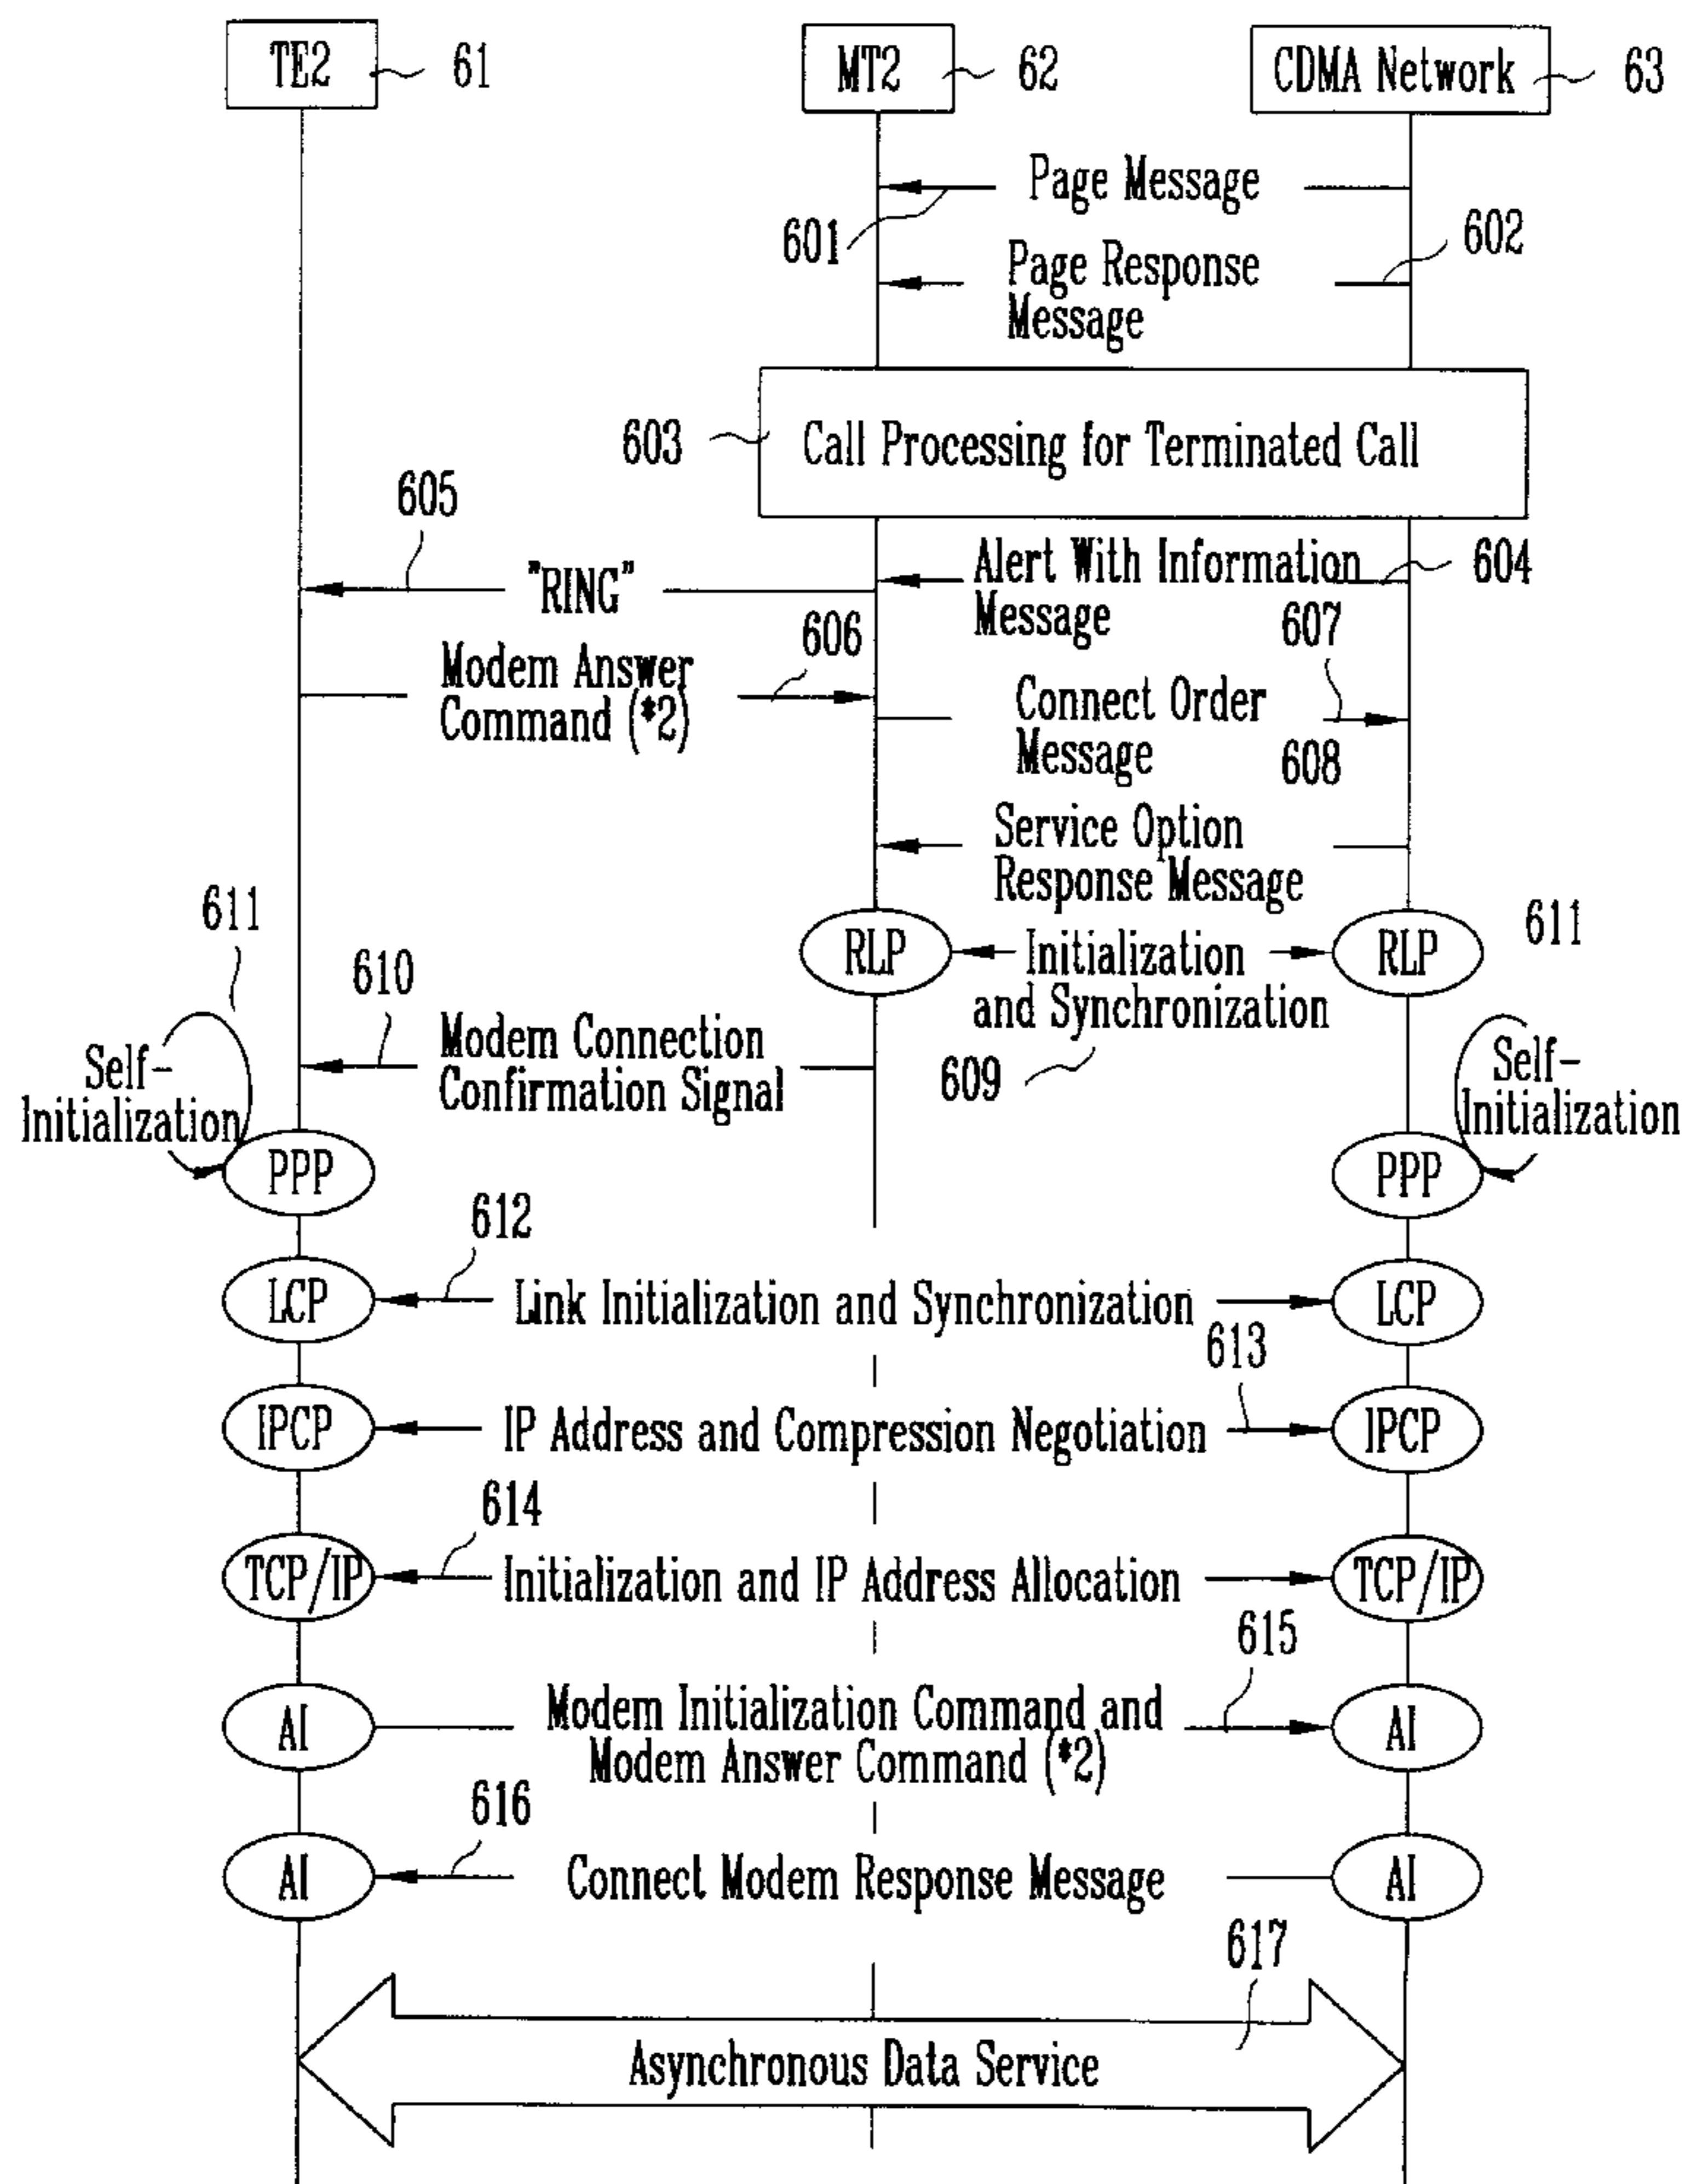 TE2
61
MT2
62
CDMA Network
63
Page Message
601
602
Page Response
Message
603
Call Processing for Terminated Call
605
"RING"
Alert With Information
Message
604
606
607
Modem Answer
Command (*2)
Connect Order
Message
608
Service Option
Response Message
611
RLP
Initialization
and Synchronization
RLP
611
610
609
Modem Connection
Confirmation Signal
Self-
Initialization
Self-
Initialization
PPP
PPP
612
LCP
Link Initialization and Synchronization
LCP
613
IPCP
IP Address and Compression Negotiation
IPCP
614
TCP/IP
Initialization and IP Address Allocation
TCP/IP
615
AI
Modem Initialization Command and
Modem Answer Command (*2)
AI
616
AI
Connect Modem Response Message
AI
617
Asynchronous Data Service